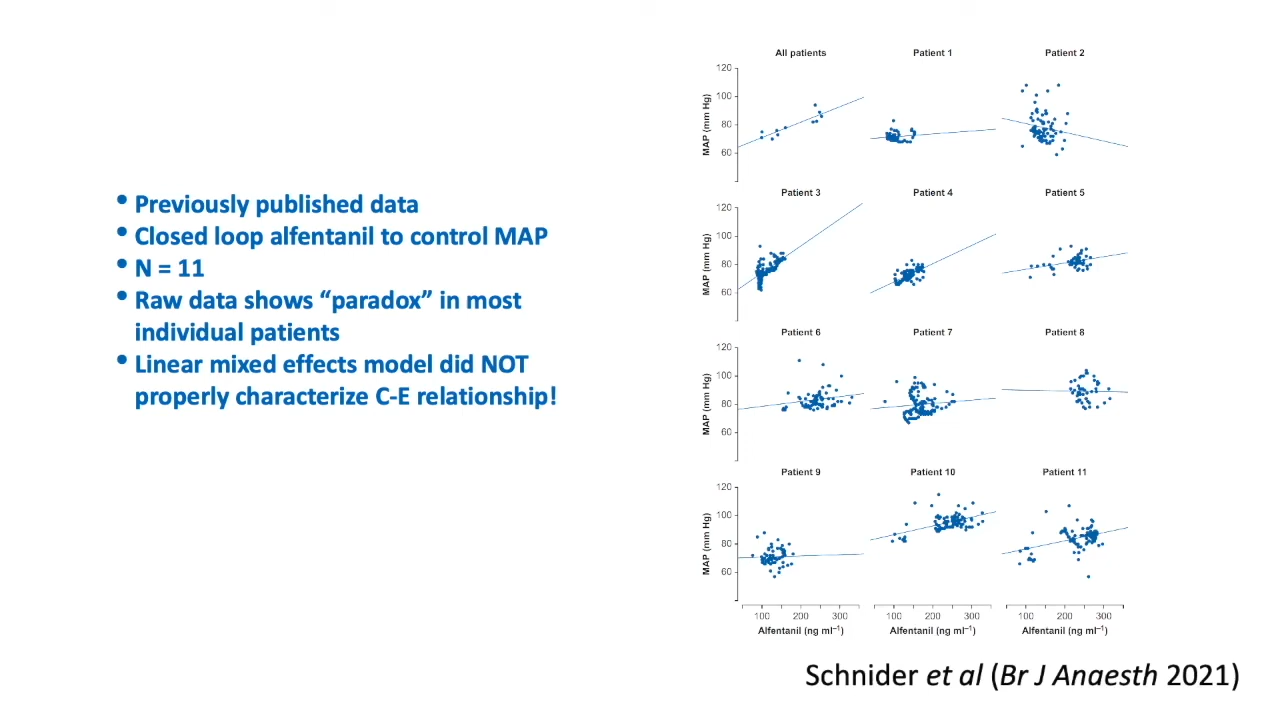 • Previously published data
• Closed loop alfentanil to control MAP
• N = 11
• Raw data shows “paradox” in most
individual patients
• Linear mixed effects model did NOT
properly characterize C-E relationship!
All patients
Patient 1
Patient 2
120
100
80
60
MAP (mm Hg)
Patient 3
Patient 4
Patient 5
120
100
80
60
MAP (mm Hg)
Patient 6
Patient 7
Patient 8
120
100
80
60
MAP (mm Hg)
Patient 9
Patient 10
Patient 11
120
100
80
60
MAP (mm Hg)
100 200 300
100 200 300
100 200 300
Alfentanil (ng ml⁻¹)
Alfentanil (ng ml⁻¹)
Alfentanil (ng ml⁻¹)
Schnider et al (Br J Anaesth 2021)